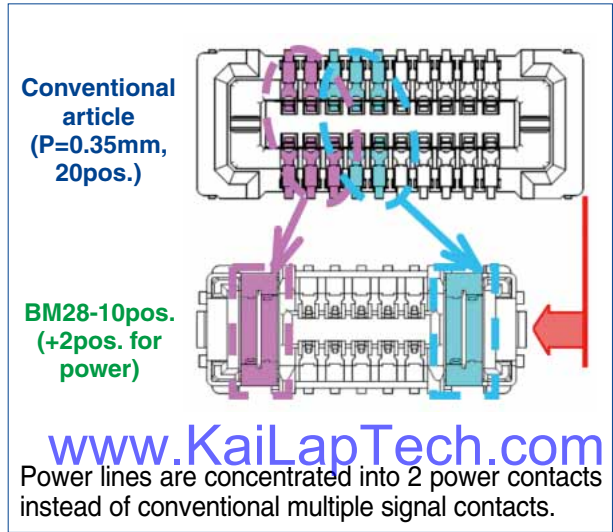 Conventional
article
(P=0.35mm,
20pos.)
BM28-10pos.
(+2pos. for
power)
www.KaiLapTech.com
Power lines are concentrated into 2 power contacts
instead of conventional multiple signal contacts.